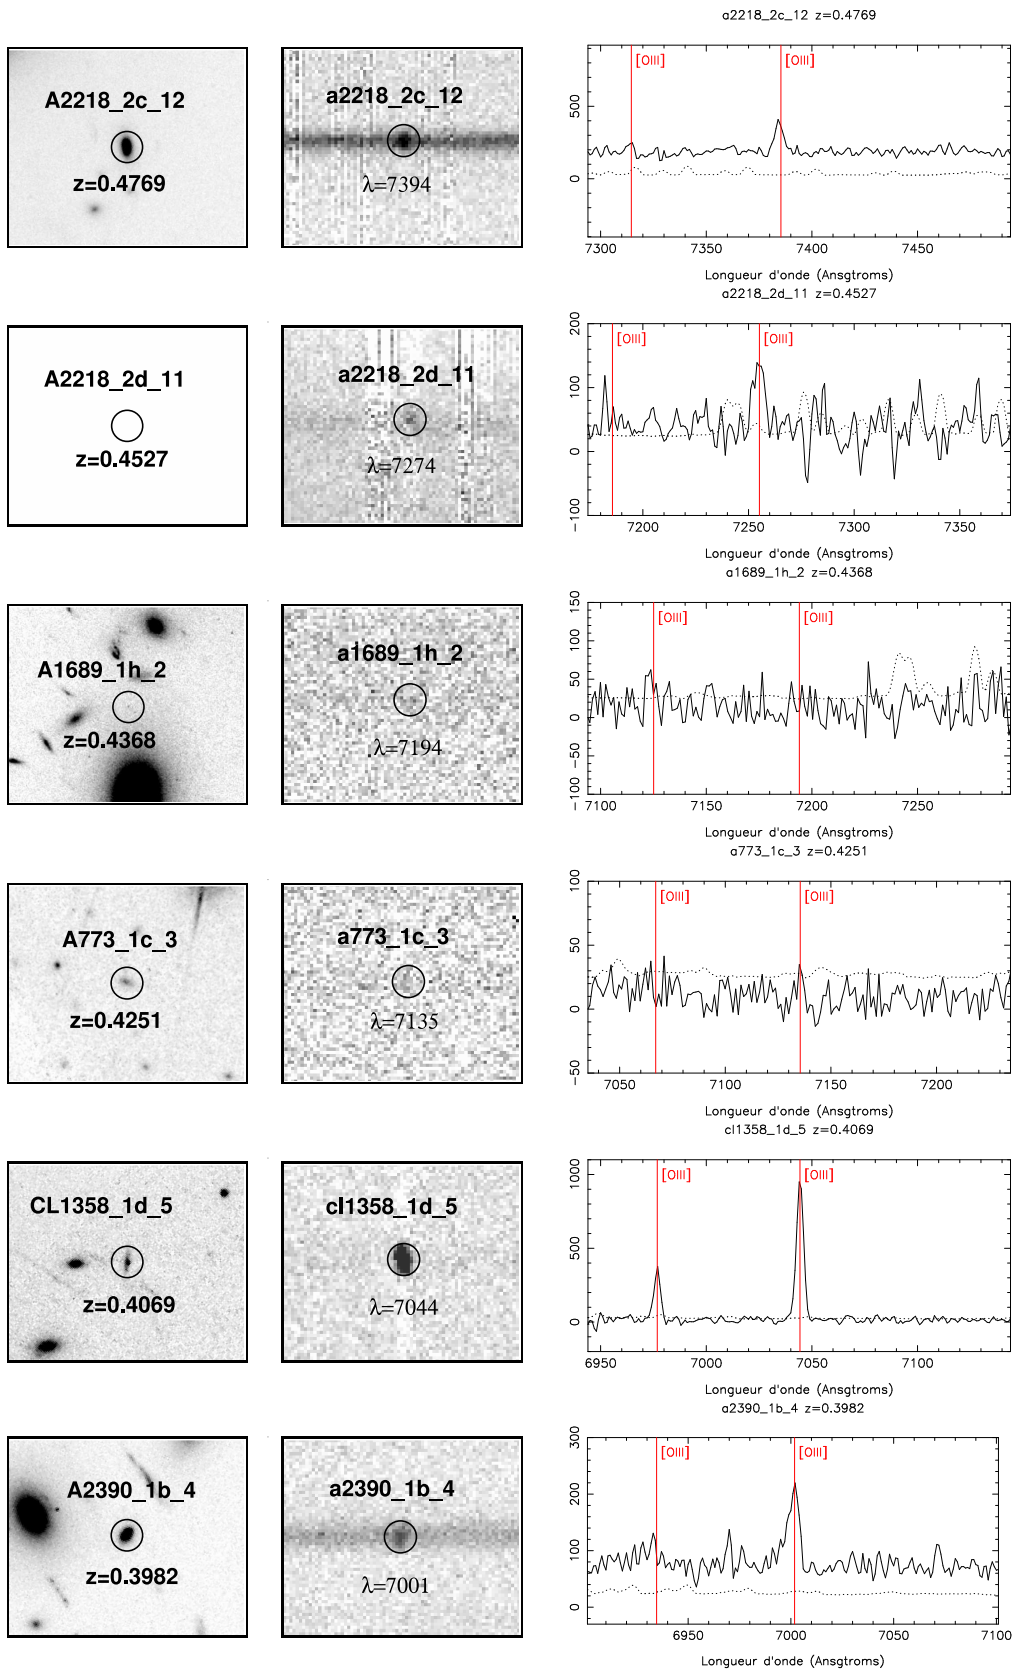 a2218_2c_12 z=0.4769
A2218_2c_12
z=0.4769
a2218_2c_12
λ=7394
[OIII] [OIII]
500
0
7300 7350 7400 7450
Longueur d'onde (Ansgtroms)
a2218_2d_11 z=0.4527
A2218_2d_11
z=0.4527
a2218_2d_11
λ=7274
[OIII] [OIII]
200
100
0
-100
7200 7250 7300 7350
Longueur d'onde (Ansgtroms)
a1689_1h_2 z=0.4368
A1689_1h_2
z=0.4368
a1689_1h_2
λ=7194
[OIII] [OIII]
150
100
50
0
-50
-100
7100 7150 7200 7250
Longueur d'onde (Ansgtroms)
a773_1c_3 z=0.4251
A773_1c_3
z=0.4251
a773_1c_3
λ=7135
[OIII] [OIII]
100
50
0
-50
7050 7100 7150 7200
Longueur d'onde (Ansgtroms)
cl1358_1d_5 z=0.4069
CL1358_1d_5
z=0.4069
cl1358_1d_5
λ=7044
[OIII] [OIII]
1000
500
0
6950 7000 7050 7100
Longueur d'onde (Ansgtroms)
a2390_1b_4 z=0.3982
A2390_1b_4
z=0.3982
a2390_1b_4
λ=7001
[OIII] [OIII]
300
200
100
0
6950 7000 7050 7100
Longueur d'onde (Ansgtroms)